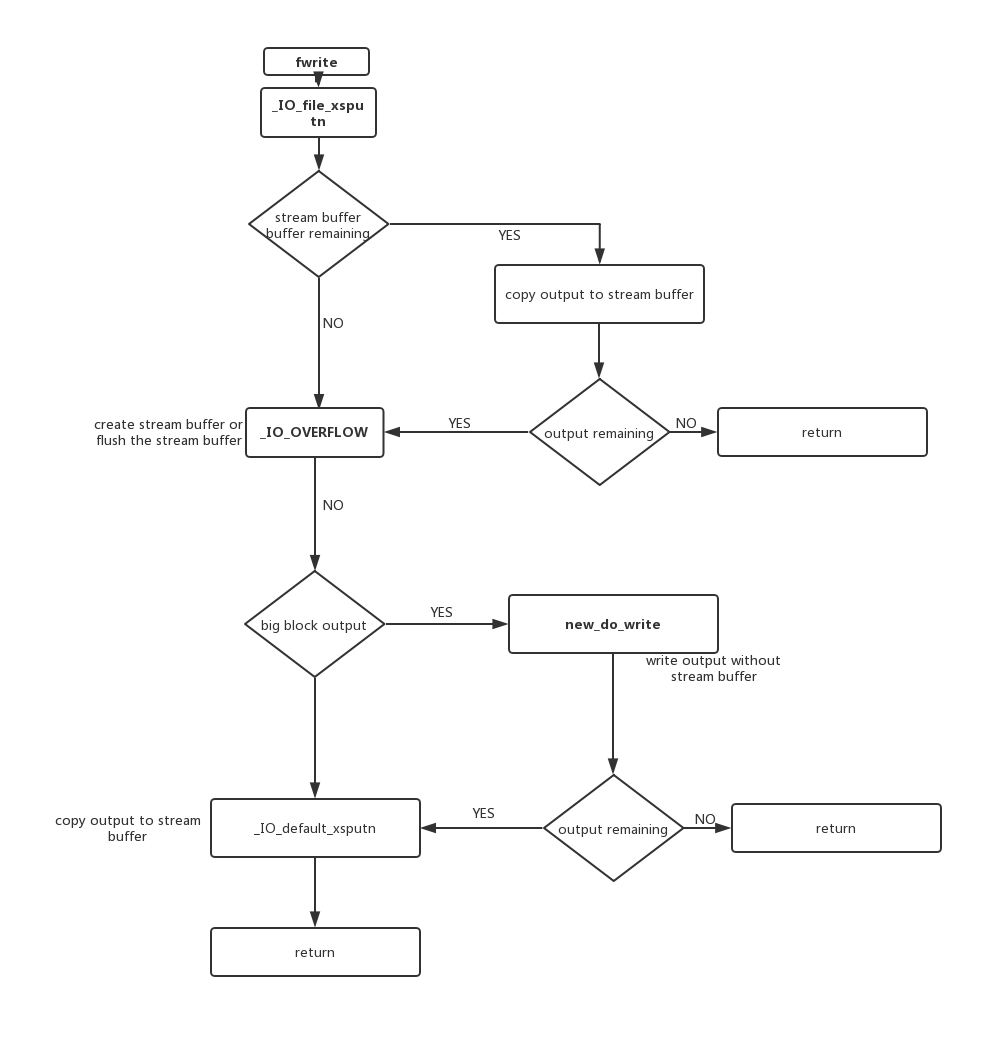 fwrite
_IO_file_xspu
tn
stream buffer
buffer remaining
YES
copy output to stream buffer
NO
create stream buffer or
flush the stream buffer
_IO_OVERFLOW
YES
output remaining
NO
return
NO
big block output
YES
new_do_write
write output without
stream buffer
copy output to stream
buffer
_IO_default_xsputn
YES
output remaining
NO
return
return